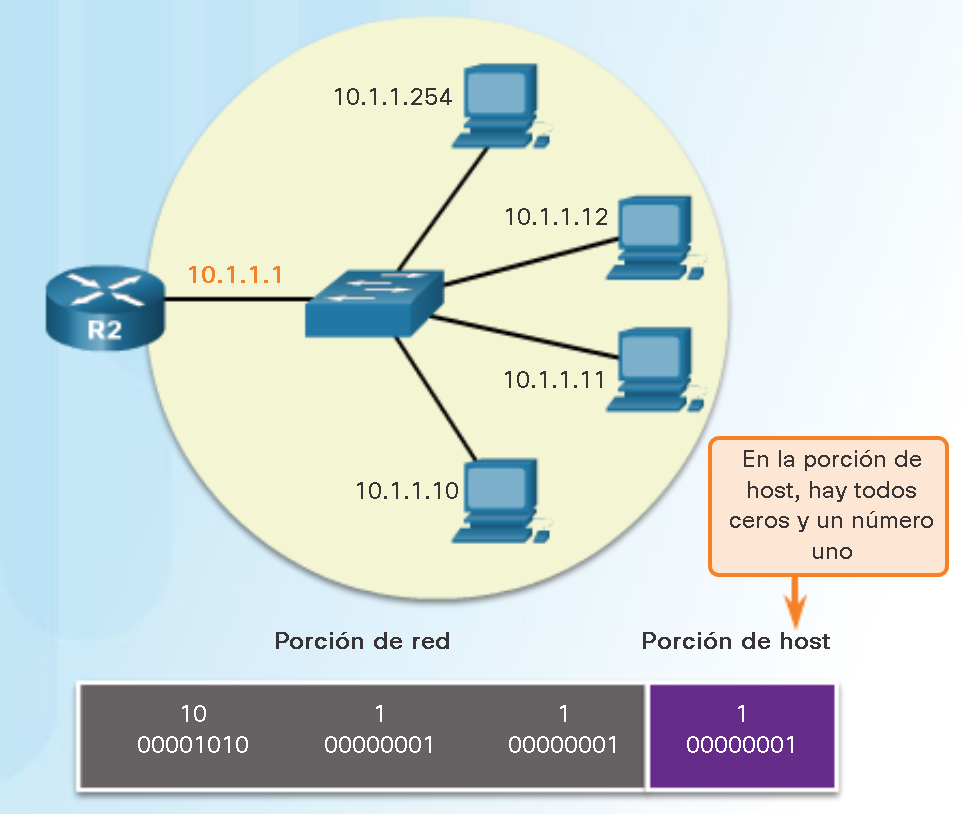 10.1.1.254
10.1.1.12
10.1.1.1
R2
10.1.1.11
10.1.1.10
En la porción de
host, hay todos
ceros y un número
uno
Porción de red
Porción de host
10 1 1 1
00001010 00000001 00000001 00000001